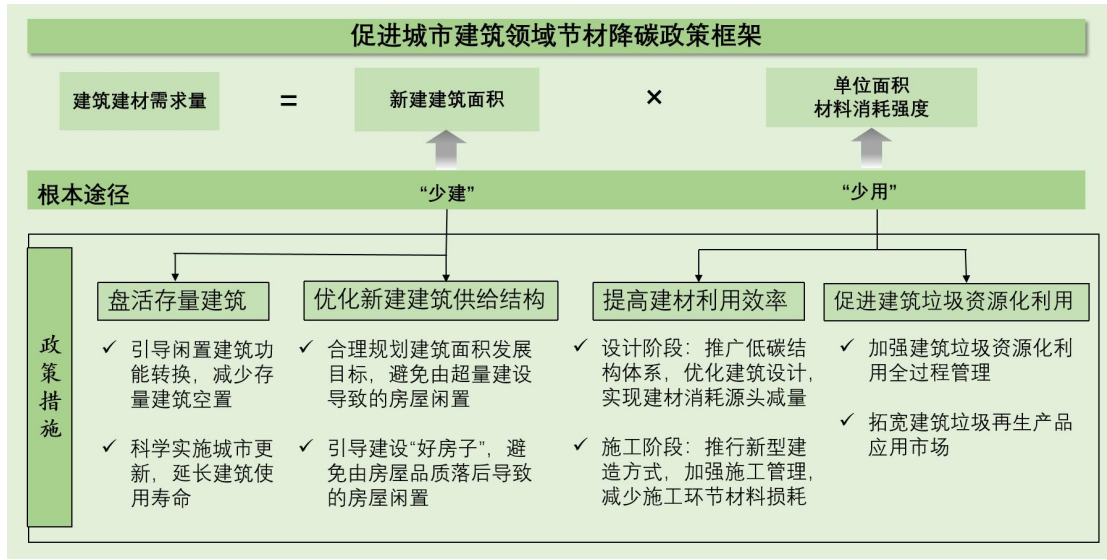 促进城市建筑领域节材降碳政策框架
建筑建材需求量
=
新建建筑面积
×
单位面积
材料消耗强度
根本途径
“少建”
“少用”
政策措施
盘活存量建筑
✓ 引导闲置建筑功
能转换，减少存
量建筑空置
✓ 科学实施城市更
新，延长建筑使
用寿命
优化新建建筑供给结构
✓ 合理规划建筑面积发展
目标，避免由超量建设
导致的房屋闲置
✓ 引导建设“好房子”，避
免由房屋品质落后导致
的房屋闲置
提高建材利用效率
✓ 设计阶段：推广低碳结
构体系，优化建筑设计，
实现建材消耗源头减量
✓ 施工阶段：推行新型建
造方式，加强施工管理，
减少施工环节材料损耗
促进建筑垃圾资源化利用
✓ 加强建筑垃圾资源化利
用全过程管理
✓ 拓宽建筑垃圾再生产品
应用市场